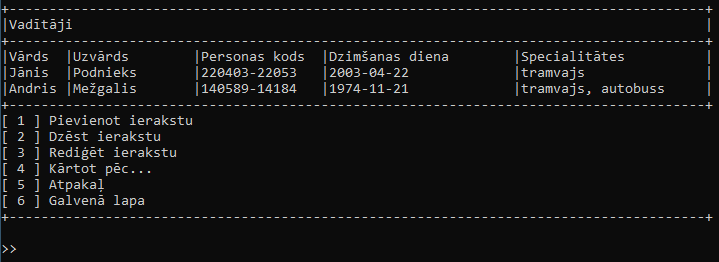 Vadītāji
Vārds Uzvārds Personas kods Dzimšanas diena Specialitātes
Jānis Podnieks 220403-22053 2003-04-22 tramvajs
Andris Mežgalis 140589-14184 1974-11-21 tramvajs, autobuss
[ 1 ] Pievienot ierakstu
[ 2 ] Dzēst ierakstu
[ 3 ] Rediģēt ierakstu
[ 4 ] Kārtot pēc...
[ 5 ] Atpakaļ
[ 6 ] Galvenā lapa
>>